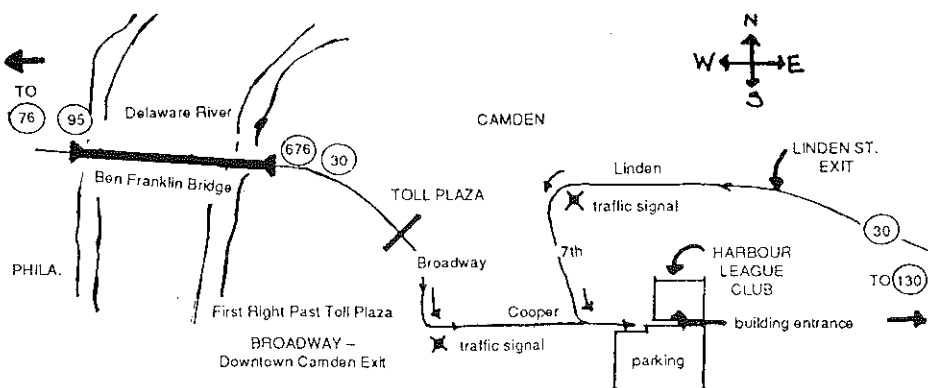 N
W E
S
TO
76 95
Delaware River
CAMDEN
676
30
Ben Franklin Bridge
LINDEN ST.
EXIT
Linden
TOLL PLAZA
traffic signal
30
7th
PHILA.
Broadway
HARBOUR
LEAGUE
CLUB
TO 130
First Right Past Toll Plaza
Cooper
building entrance
BROADWAY –
Downtown Camden Exit
traffic signal
parking